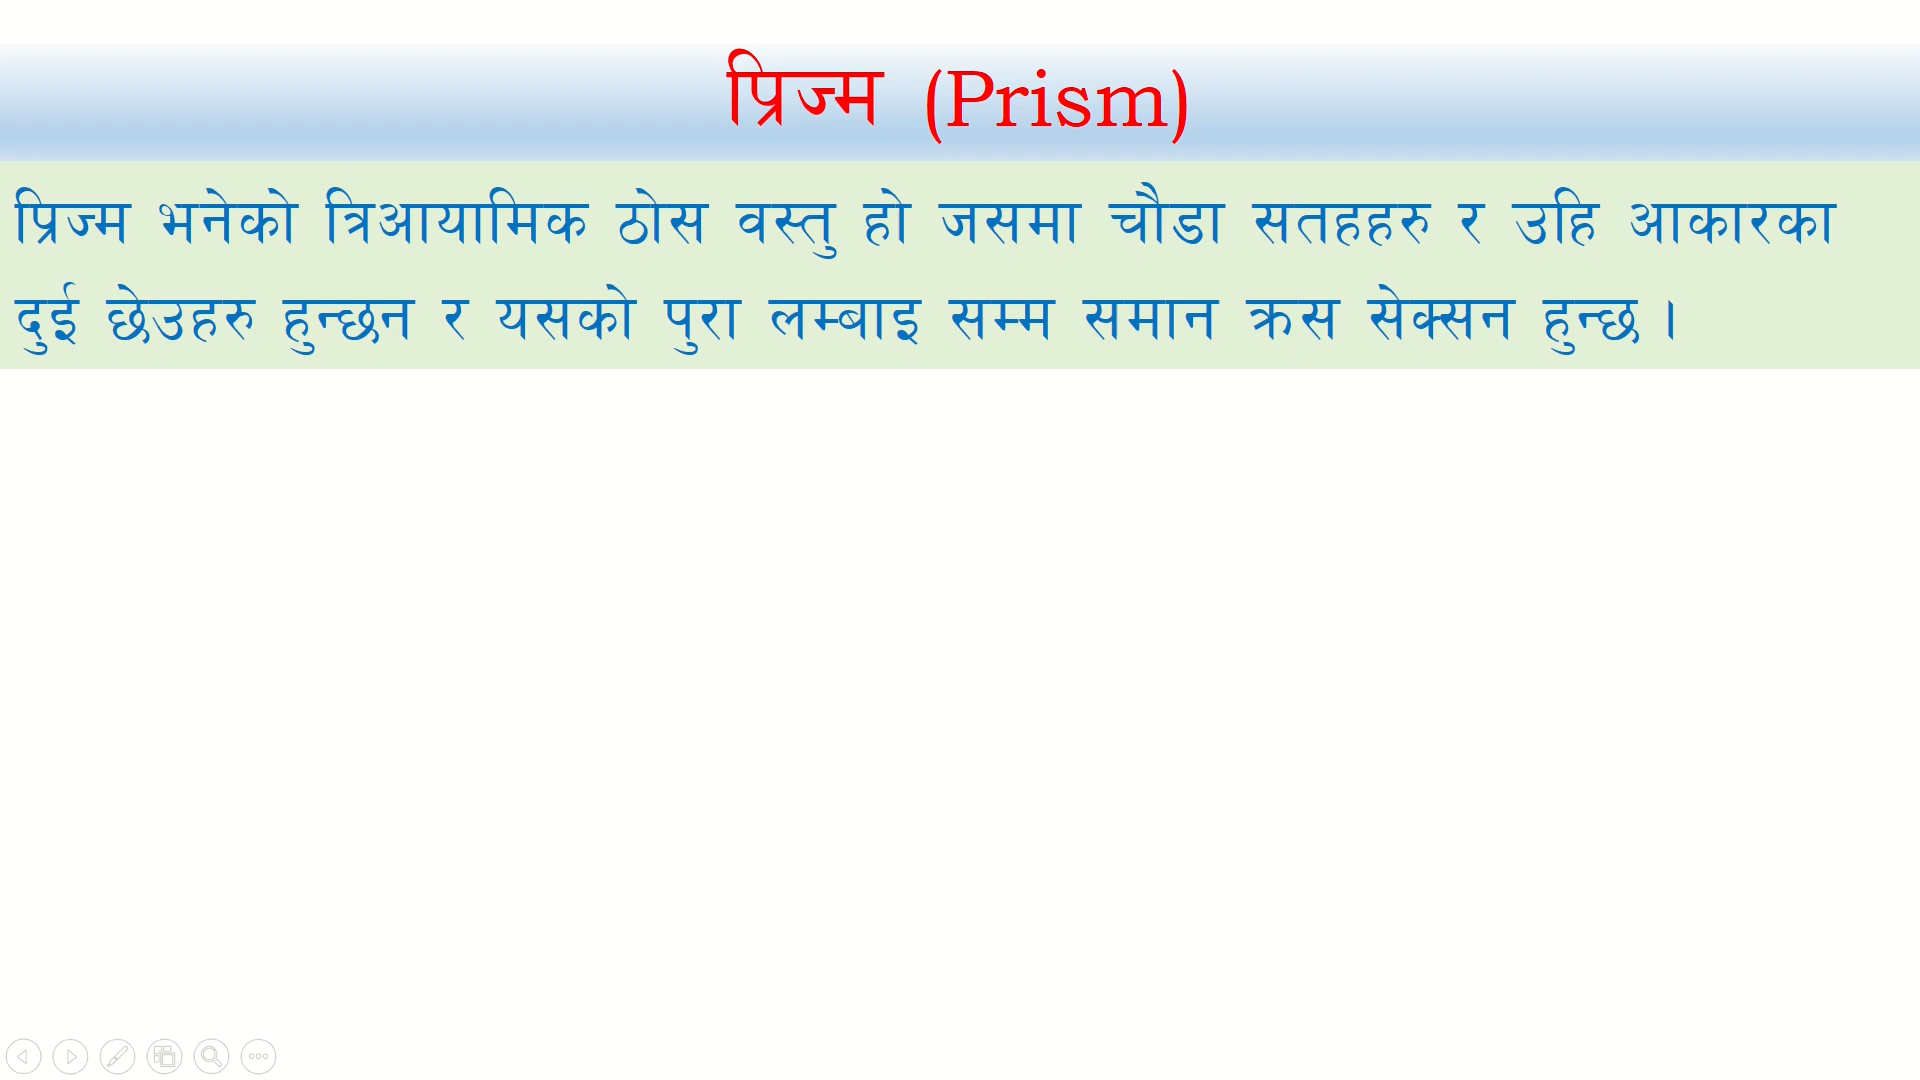 प्रिज्म (Prism)
प्रिज्म भनेको त्रिआयामिक ठोस वस्तु हो जसमा चौडा सतहहरु र उहि आकारका
दुई छेउहरु हुन्छन र यसको पुरा लम्बाइ सम्म समान क्रस सेक्सन हुन्छ ।